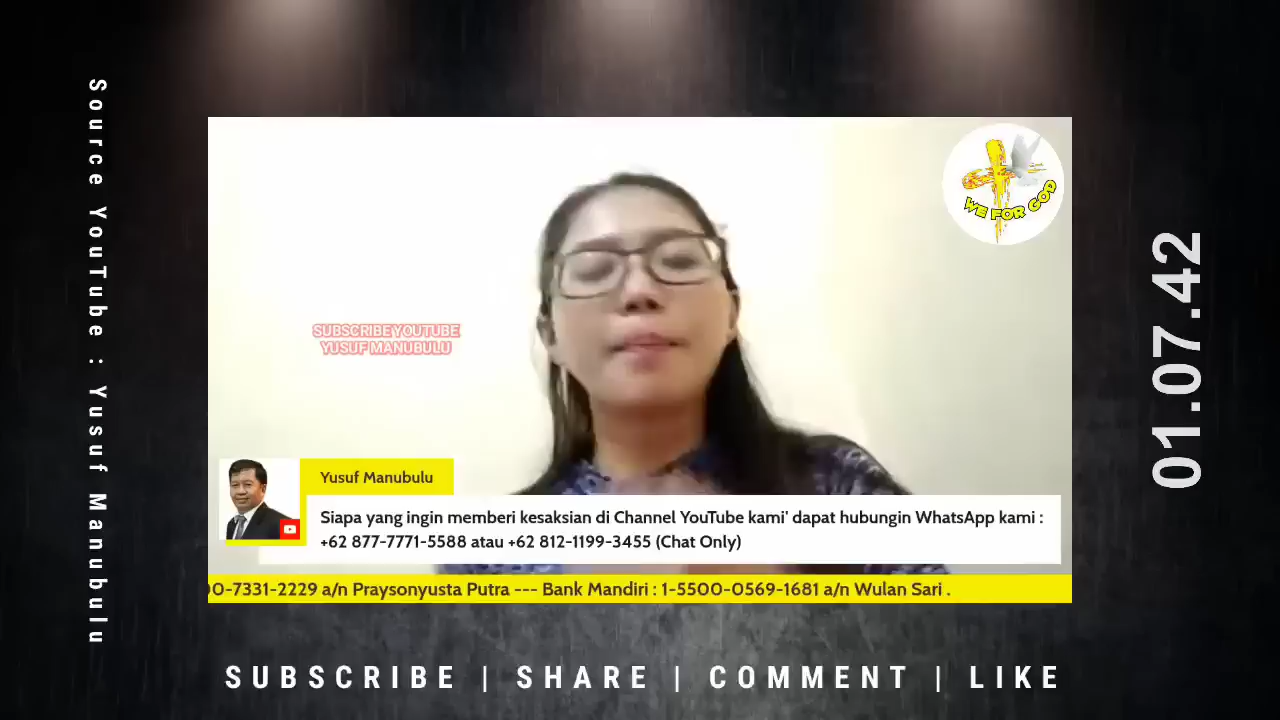 Source YouTube : Yusuf Manubulu
WE FOR GOD
SUBSCRIBE YOUTUBE
YUSUF MANUBULU
01.07.42
Yusuf Manubulu
Siapa yang ingin memberi kesaksian di Channel YouTube kami' dapat hubungin WhatsApp kami :
+62 877-7771-5588 atau +62 812-1199-3455 (Chat Only)
0-7331-2229 a/n Praysonyusta Putra --- Bank Mandiri : 1-5500-0569-1681 a/n Wulan Sari .
SUBSCRIBE | SHARE | COMMENT | LIKE